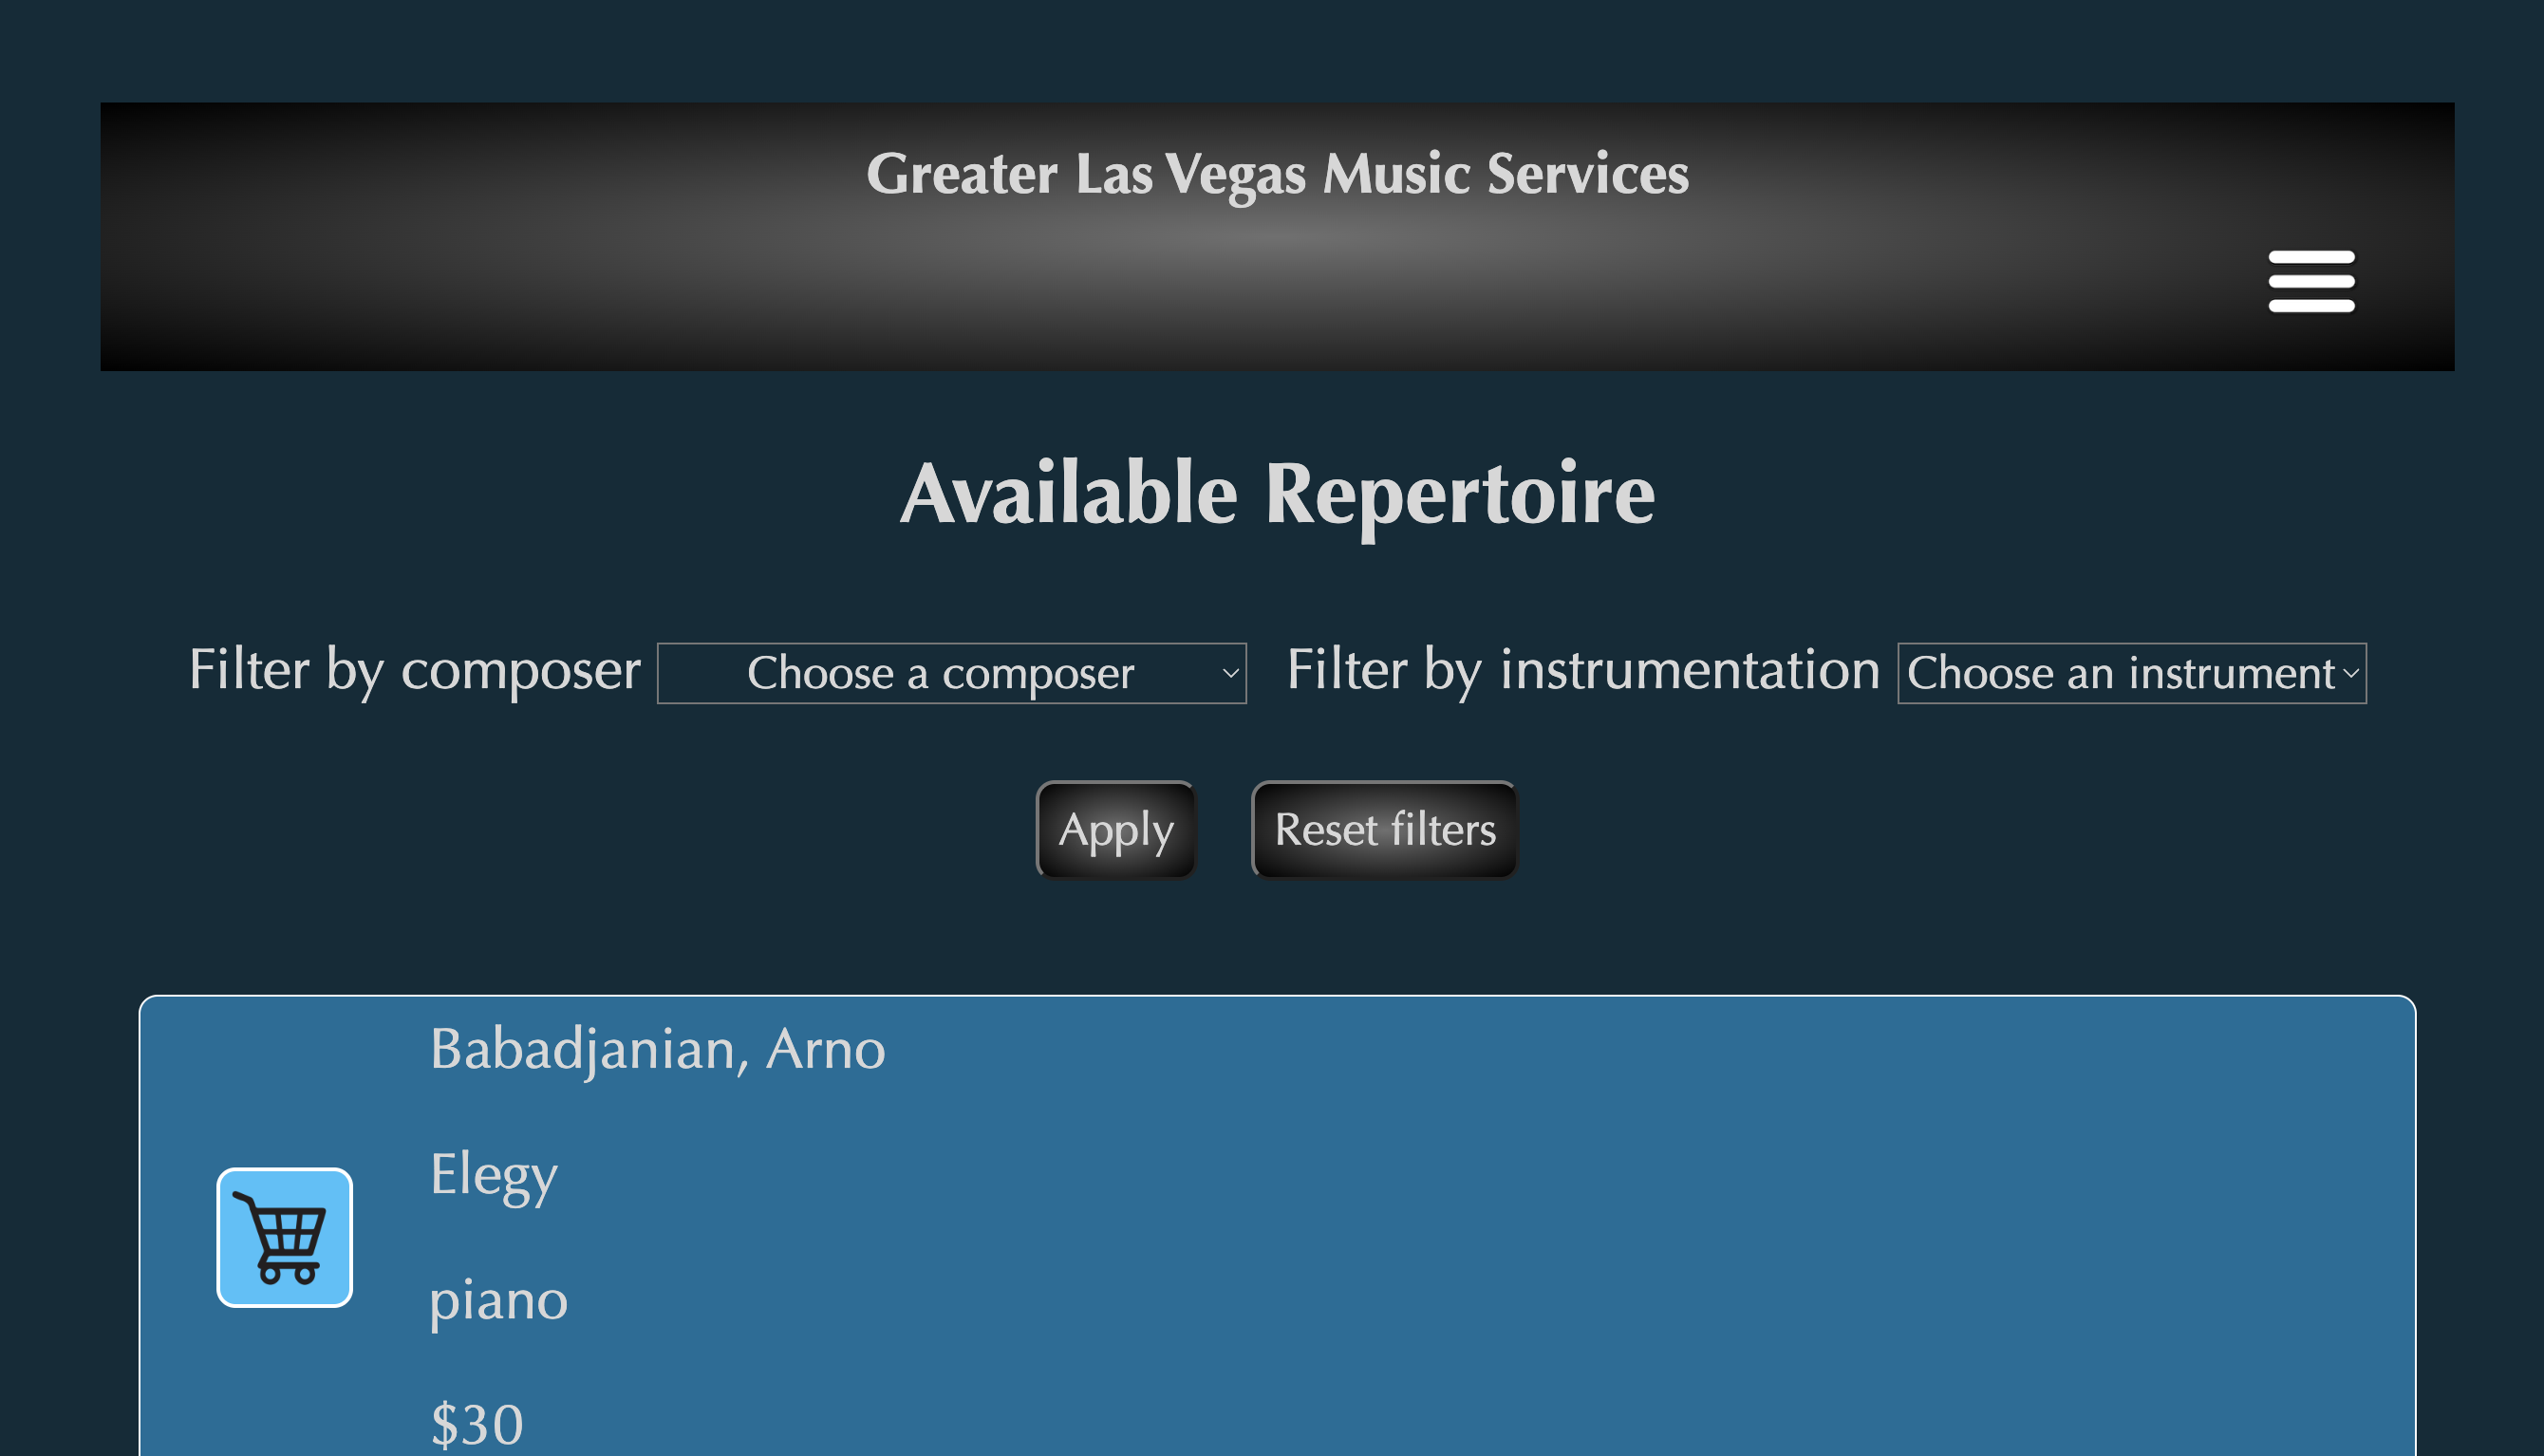 Greater Las Vegas Music Services
Available Repertoire
Filter by composer Choose a composer Filter by instrumentation Choose an instrument
Apply Reset filters
Babadjanian, Arno
Elegy
piano
$30